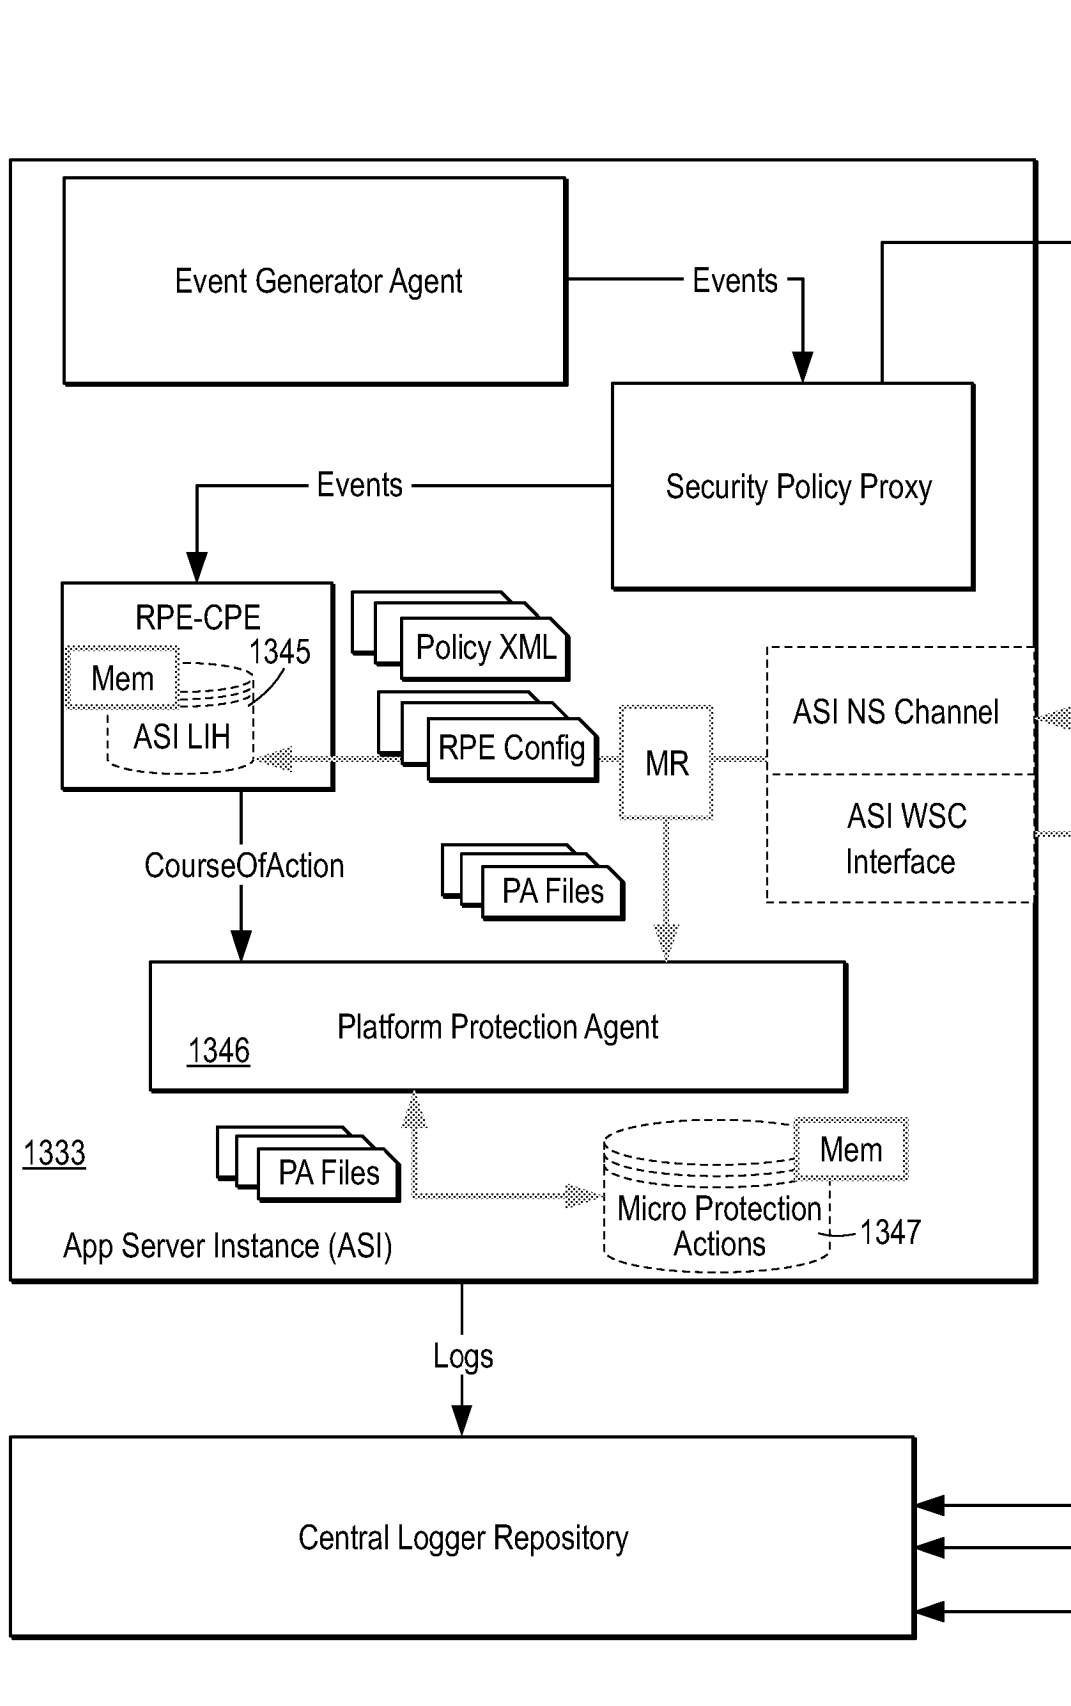 Event Generator Agent
Events
Security Policy Proxy
Events
RPE-CPE
1345
Mem
ASI LIH
Policy XML
RPE Config
MR
ASI NS Channel
ASI WSC
Interface
CourseOfAction
PA Files
Platform Protection Agent
1346
1333
PA Files
Mem
Micro Protection
Actions
1347
App Server Instance (ASI)
Logs
Central Logger Repository